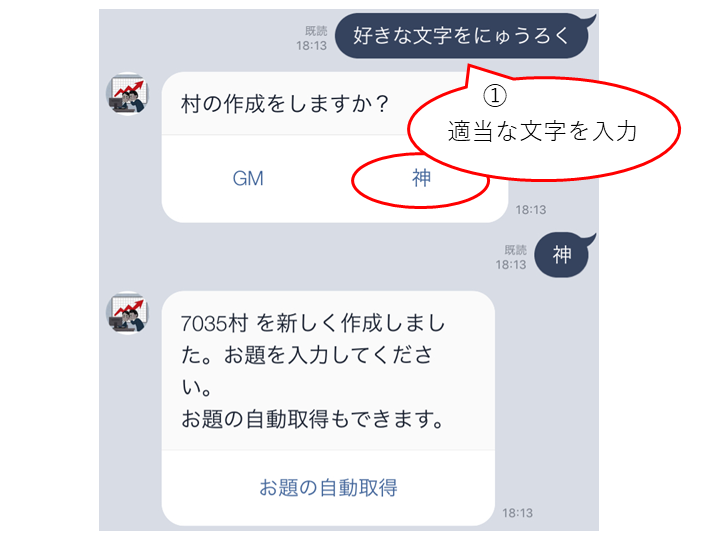 既読
18:13
好きな文字をにゅうろく
①
適当な文字を入力
村の作成をしますか？
GM
神
18:13
既読
18:13
神
7035村 を新しく作成しまし
た。お題を入力してくださ
い。
お題の自動取得もできます。
お題の自動取得
18:13